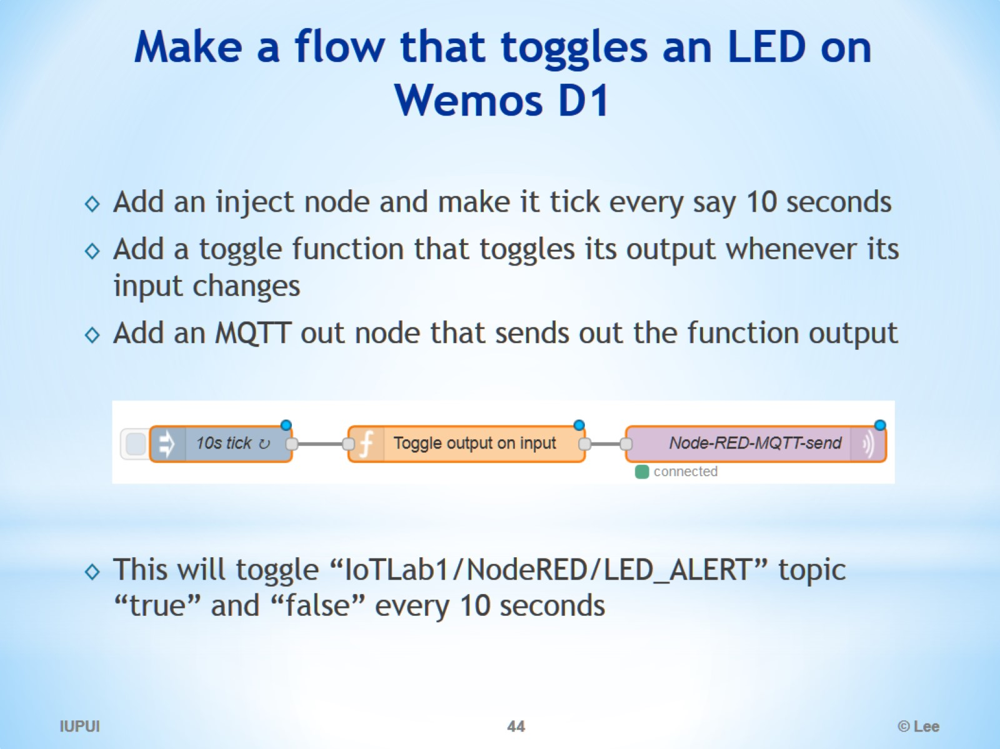 Make a flow that toggles an LED on
Wemos D1
◇ Add an inject node and make it tick every say 10 seconds
◇ Add a toggle function that toggles its output whenever its
input changes
◇ Add an MQTT out node that sends out the function output
10s tick ↻
f
Toggle output on input
Node-RED-MQTT-send
connected
◇ This will toggle “IoTLab1/NodeRED/LED_ALERT” topic
“true” and “false” every 10 seconds
IUPUI
44
© Lee